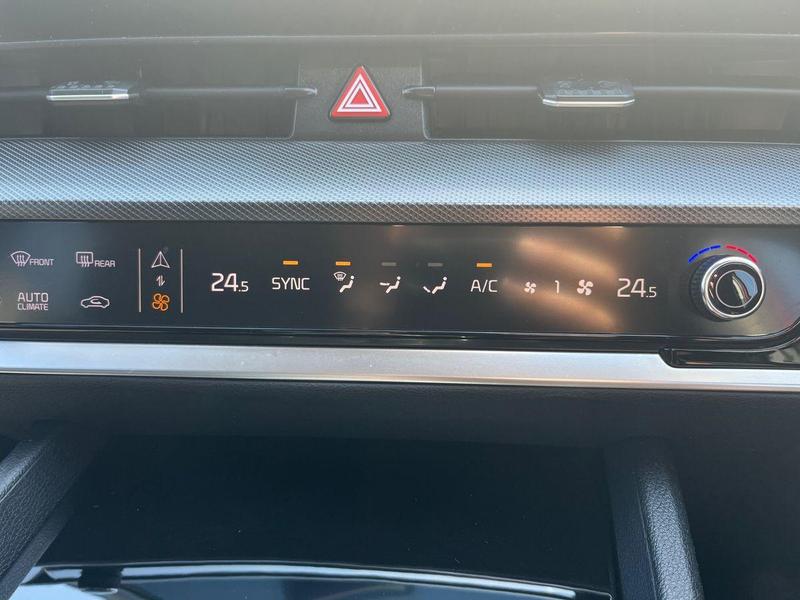 FRONT
REAR
AUTO
CLIMATE
24.5
SYNC
A/C
1
24.5